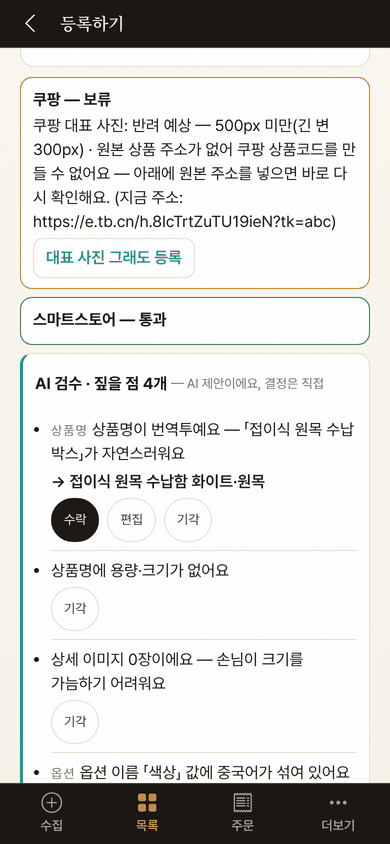 등록하기
쿠팡 — 보류
쿠팡 대표 사진: 반려 예상 — 500px 미만(긴 변
300px) · 원본 상품 주소가 없어 쿠팡 상품코드를 만
들 수 없어요 — 아래에 원본 주소를 넣으면 바로 다
시 확인해요. (지금 주소:
https://e.tb.cn/h.8IcTrtZuTU19ieN?tk=abc)
대표 사진 그래도 등록
스마트스토어 — 통과
AI 검수 · 짚을 점 4개 — AI 제안이에요, 결정은 직접
• 상품명 상품명이 번역투예요 — 「접이식 원목 수납
박스」가 자연스러워요
→ 접이식 원목 수납함 화이트·원목
수락 편집 기각
• 상품명에 용량·크기가 없어요
기각
• 상세 이미지 0장이에요 — 손님이 크기를
가늠하기 어려워요
기각
• 옵션 옵션 이름 「색상」 값에 중국어가 섞여 있어요
수집 목록 주문 더보기